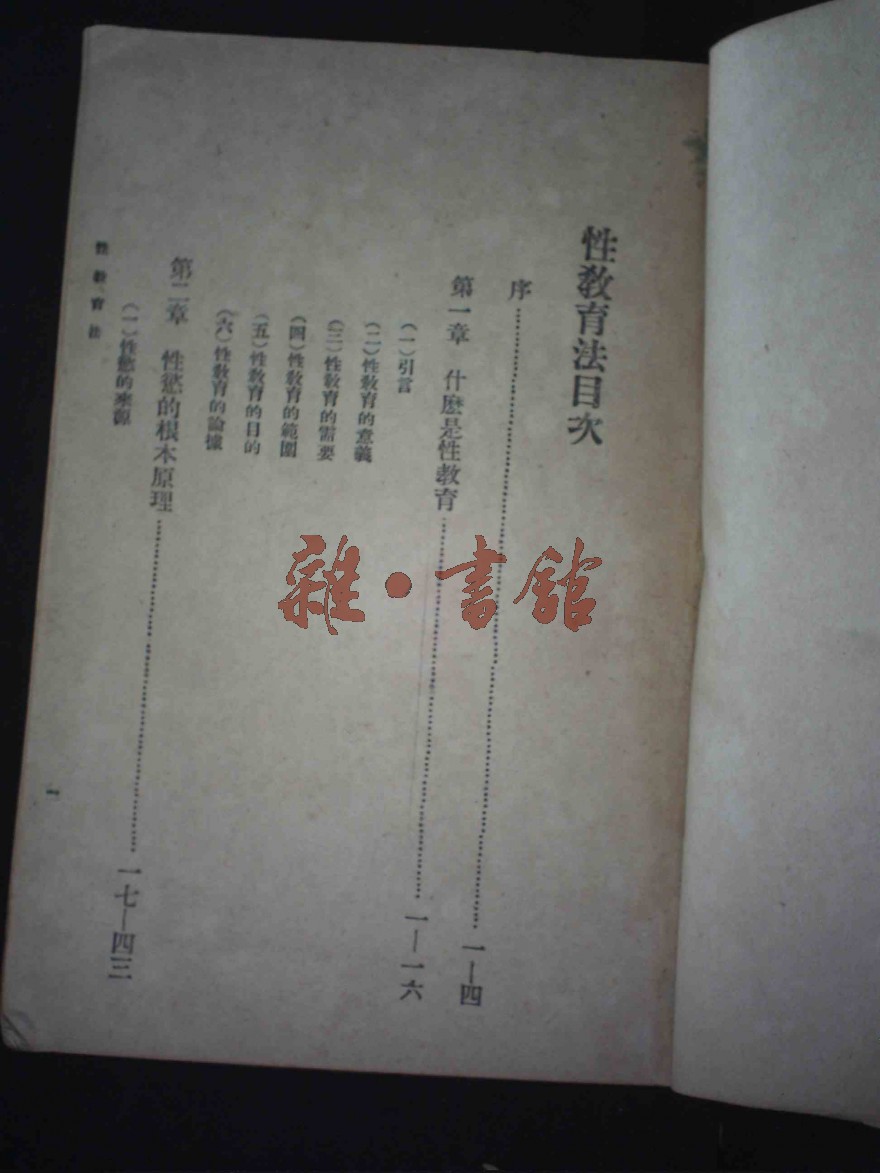 性教育法目次
序………………一—四
第一章　什麽是性教育………………一—一六
（一）引言
（二）性教育的意義
（三）性教育的需要
（四）性教育的範圍
（五）性教育的目的
（六）性教育的論據
第二章　性慾的根本原理………………一七—四三
（一）性慾的來源
性教育法
雜·書館